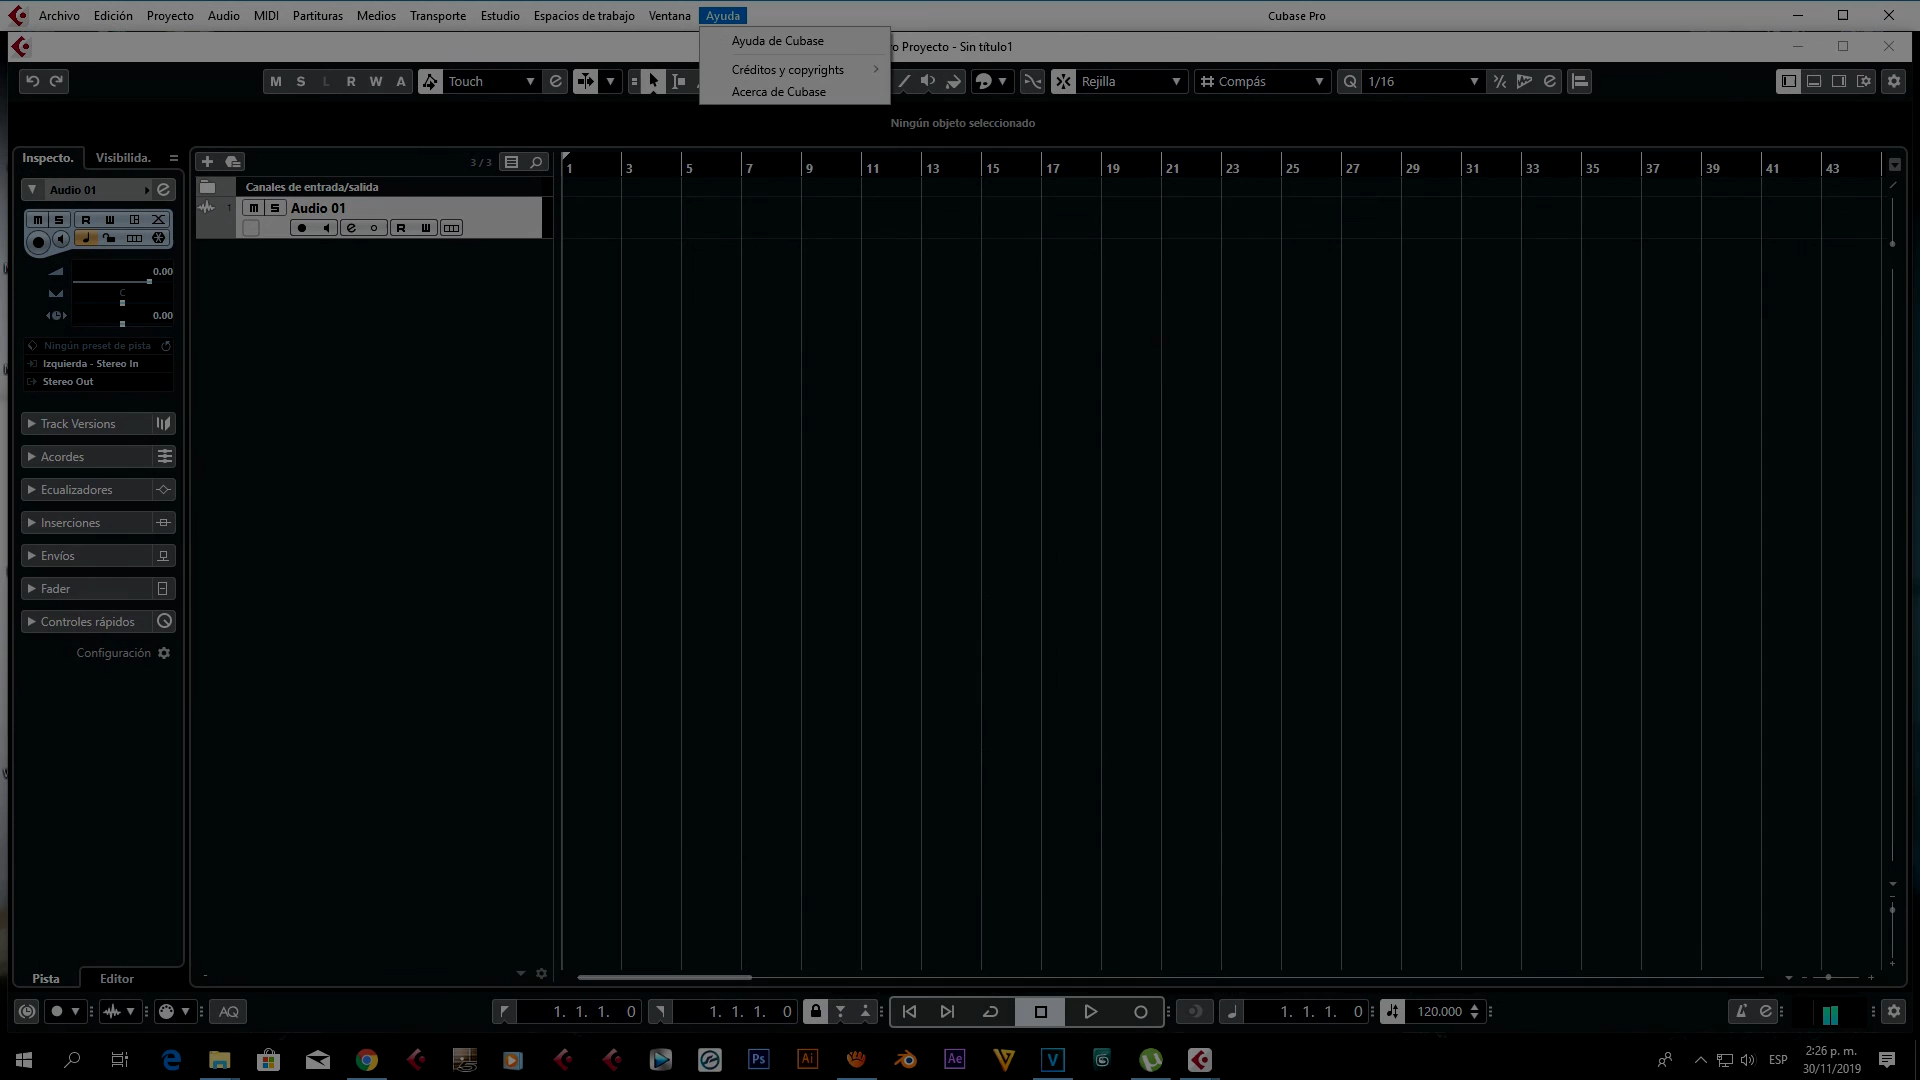 Archivo Edición Proyecto Audio MIDI Partituras Medios Transporte Estudio Espacios de trabajo Ventana Ayuda Cubase Pro
o Proyecto - Sin título1
Ayuda de Cubase
Créditos y copyrights
Acerca de Cubase
M S L R W A Touch Rejilla Compás Q 1/16
Ningún objeto seleccionado
Inspecto. Visibilida.
3 / 3
1 3 5 7 9 11 13 15 17 19 21 23 25 27 29 31 33 35 37 39 41 43
Canales de entrada/salida
Audio 01
1 M S Audio 01
M S R W
R W
0.00
C
0.00
Ningún preset de pista
Izquierda - Stereo In
Stereo Out
Track Versions
Acordes
Ecualizadores
Inserciones
Envíos
Fader
Controles rápidos
Configuración
Pista Editor
AQ 1. 1. 1. 0 1. 1. 1. 0 1. 1. 1. 0 120.000
Ps Ai Ae V ESP
2:26 p. m.
30/11/2019